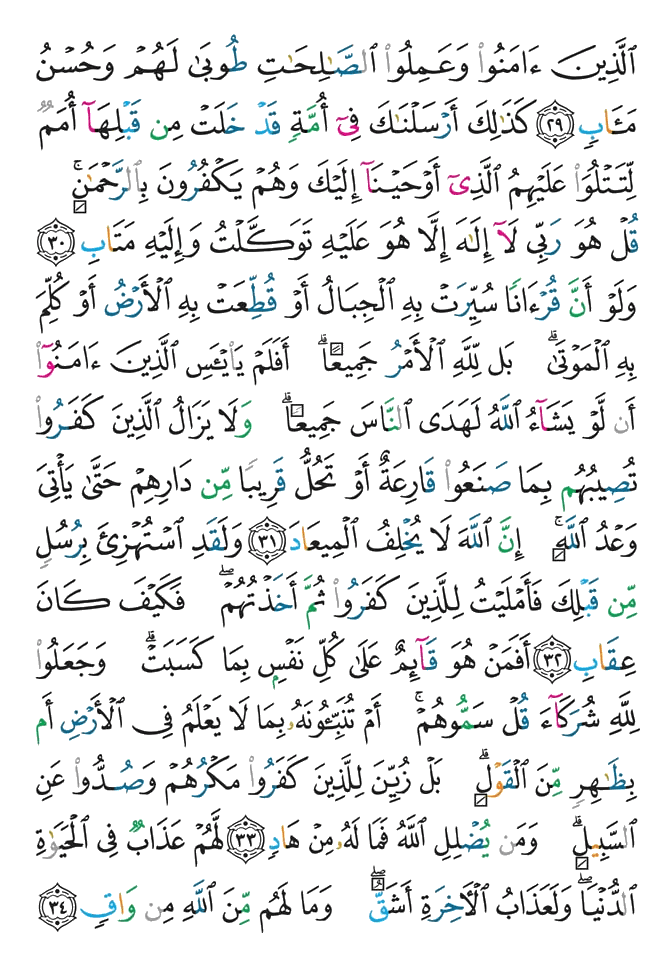 ٱلَّذِينَ ءَامَنُوا۟ وَعَمِلُوا۟ ٱلصَّـٰلِحَـٰتِ طُوبَىٰ لَهُمْ وَحُسْنُ
مَـَٔابٍ ٢٩ كَذَٰلِكَ أَرْسَلْنَـٰكَ فِىٓ أُمَّةٍ قَدْ خَلَتْ مِن قَبْلِهَآ أُمَمٌ
لِّتَتْلُوَا۟ عَلَيْهِمُ ٱلَّذِىٓ أَوْحَيْنَآ إِلَيْكَ وَهُمْ يَكْفُرُونَ بِٱلرَّحْمَـٰنِ ۚ
قُلْ هُوَ رَبِّى لَآ إِلَـٰهَ إِلَّا هُوَ عَلَيْهِ تَوَكَّلْتُ وَإِلَيْهِ مَتَابِ ٣٠
وَلَوْ أَنَّ قُرْءَانًا سُيِّرَتْ بِهِ ٱلْجِبَالُ أَوْ قُطِّعَتْ بِهِ ٱلْأَرْضُ أَوْ كُلِّمَ
بِهِ ٱلْمَوْتَىٰ ۗ بَل لِّلَّهِ ٱلْأَمْرُ جَمِيعًا ۗ أَفَلَمْ يَا۟يْـَٔسِ ٱلَّذِينَ ءَامَنُوٓا۟
أَن لَّوْ يَشَآءُ ٱللَّهُ لَهَدَى ٱلنَّاسَ جَمِيعًا ۗ وَلَا يَزَالُ ٱلَّذِينَ كَفَرُوا۟
تُصِيبُهُم بِمَا صَنَعُوا۟ قَارِعَةٌ أَوْ تَحُلُّ قَرِيبًا مِّن دَارِهِمْ حَتَّىٰ يَأْتِىَ
وَعْدُ ٱللَّهِ ۚ إِنَّ ٱللَّهَ لَا يُخْلِفُ ٱلْمِيعَادَ ٣١ وَلَقَدِ ٱسْتُهْزِئَ بِرُسُلٍ
مِّن قَبْلِكَ فَأَمْلَيْتُ لِلَّذِينَ كَفَرُوا۟ ثُمَّ أَخَذْتُهُمْ ۖ فَكَيْفَ كَانَ
عِقَابِ ٣٢ أَفَمَنْ هُوَ قَآئِمٌ عَلَىٰ كُلِّ نَفْسٍۭ بِمَا كَسَبَتْ ۗ وَجَعَلُوا۟
لِلَّهِ شُرَكَآءَ قُلْ سَمُّوهُمْ ۚ أَمْ تُنَبِّـُٔونَهُۥ بِمَا لَا يَعْلَمُ فِى ٱلْأَرْضِ أَم
بِظَـٰهِرٍ مِّنَ ٱلْقَوْلِ ۗ بَلْ زُيِّنَ لِلَّذِينَ كَفَرُوا۟ مَكْرُهُمْ وَصُدُّوا۟ عَنِ
ٱلسَّبِيلِ ۗ وَمَن يُضْلِلِ ٱللَّهُ فَمَا لَهُۥ مِنْ هَادٍ ٣٣ لَّهُمْ عَذَابٌ فِى ٱلْحَيَوٰةِ
ٱلدُّنْيَا ۖ وَلَعَذَابُ ٱلْـَٔاخِرَةِ أَشَقُّ ۖ وَمَا لَهُم مِّنَ ٱللَّهِ مِن وَاقٍ ٣٤